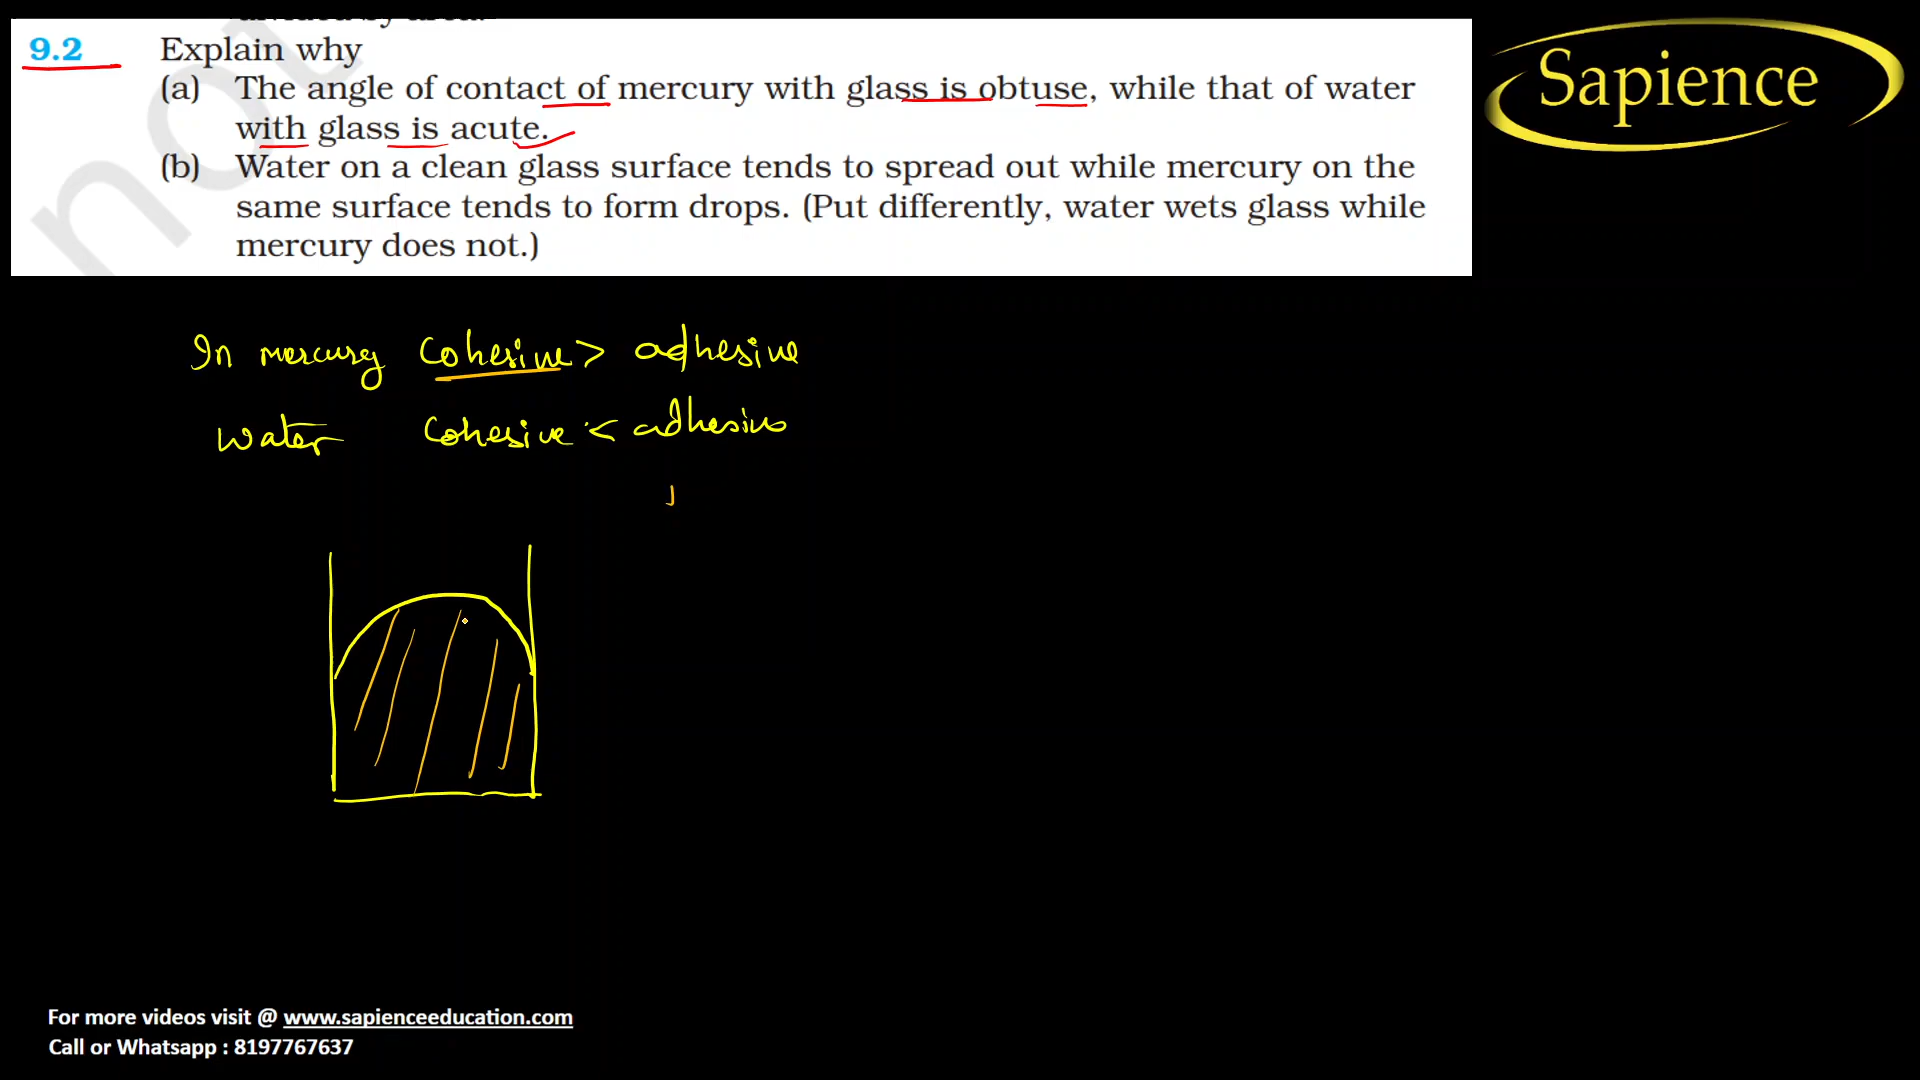 9.2 Explain why
(a) The angle of contact of mercury with glass is obtuse, while that of water
with glass is acute.
(b) Water on a clean glass surface tends to spread out while mercury on the
same surface tends to form drops. (Put differently, water wets glass while
mercury does not.)
Sapience
In mercury cohesive > adhesive
water cohesive < adhesive
For more videos visit @ www.sapienceeducation.com
Call or Whatsapp : 8197767637